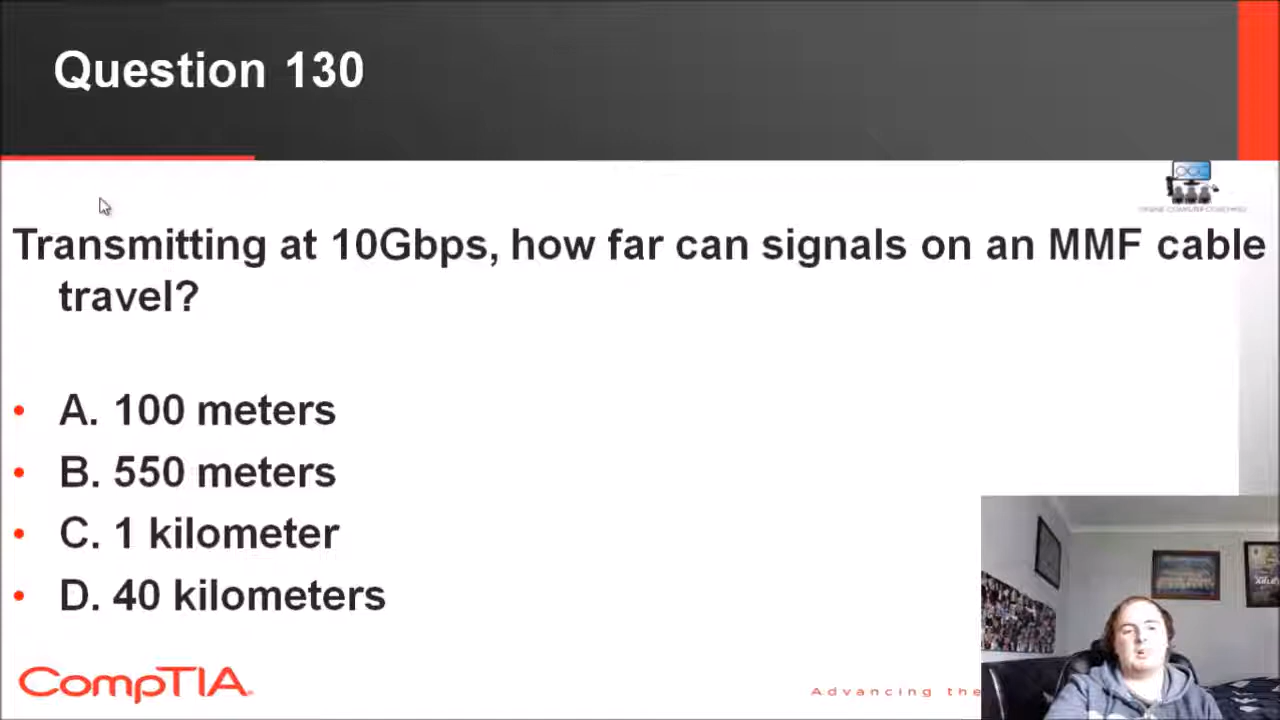 Question 130
Transmitting at 10Gbps, how far can signals on an MMF cable
travel?
• A. 100 meters
• B. 550 meters
• C. 1 kilometer
• D. 40 kilometers
CompTIA.
Advancing the